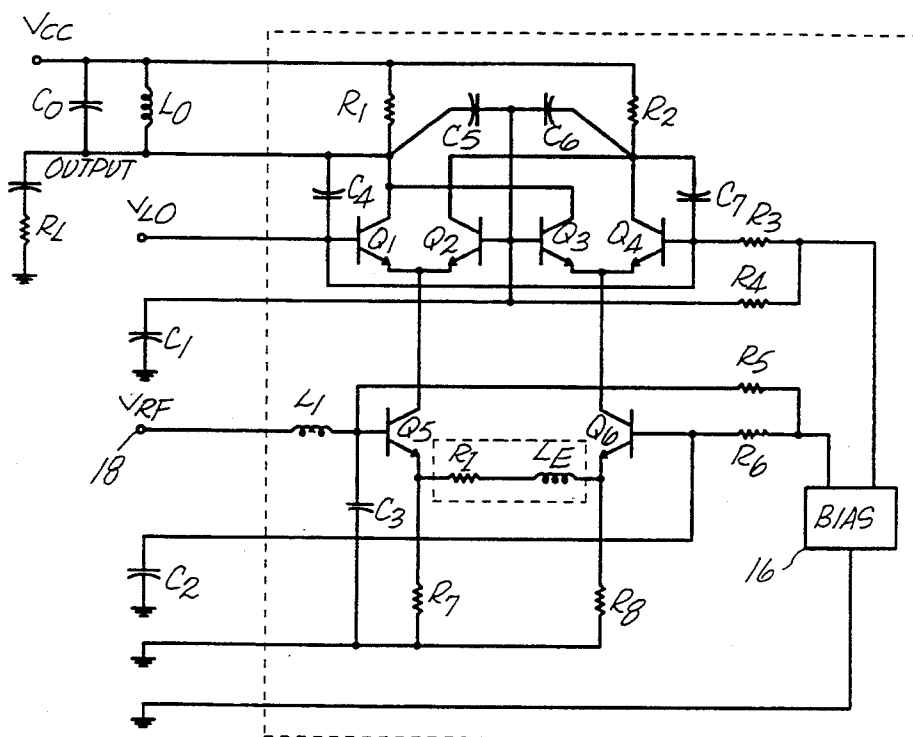 VCC
C0
L0
R1
C5
C6
R2
OUTPUT
RL
VLO
C4
Q1
Q2
Q3
Q4
C7
R3
R4
C1
R5
VRF
L1
18
Q5
Q6
R6
RI
LE
C3
BIAS
16
C2
R7
R8